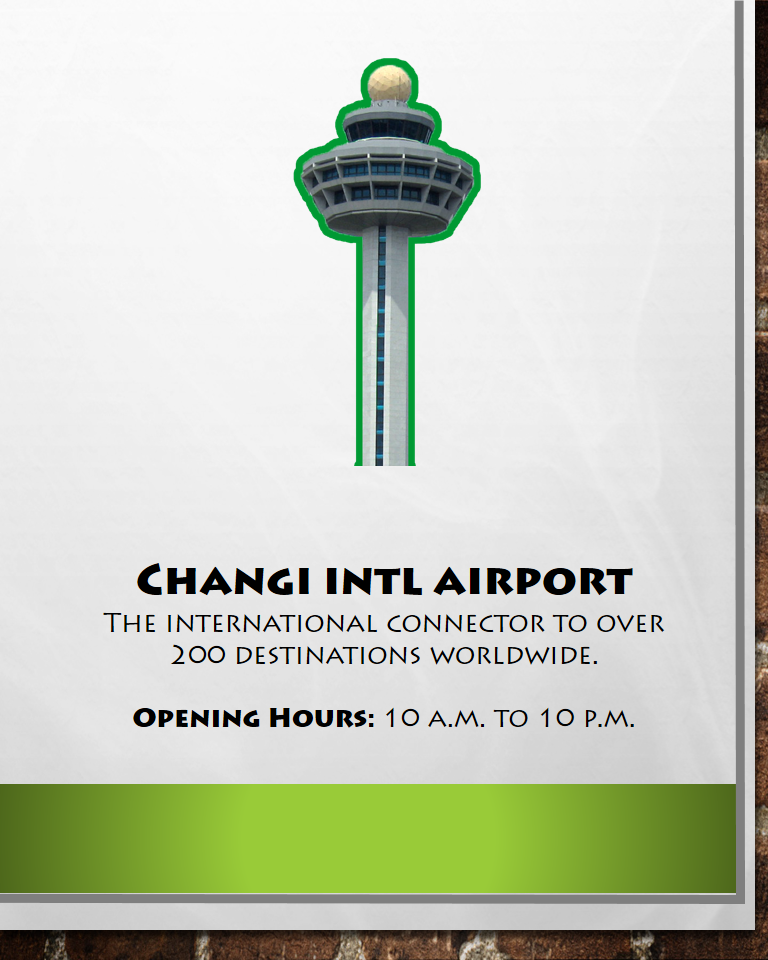 Changi Intl Airport
The international connector to over
200 destinations worldwide.
Opening Hours: 10 a.m. to 10 p.m.